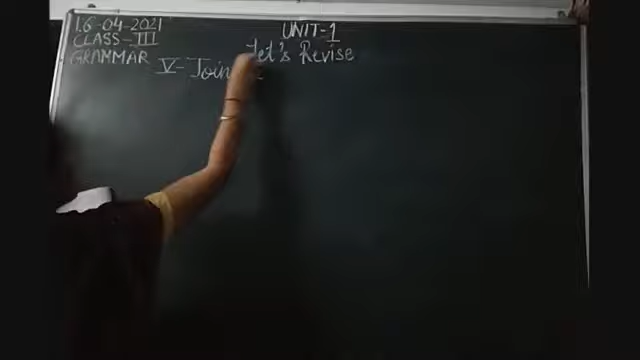 16-04-2021
CLASS-III
GRAMMAR
UNIT-1
Let's Revise
V- Join